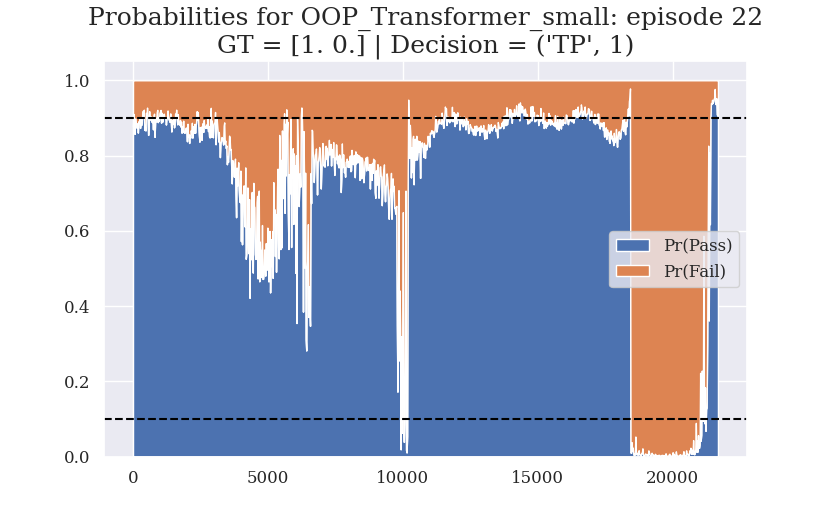 Probabilities for OOP_Transformer_small: episode 22
GT = [1. 0.] | Decision = ('TP', 1)
1.0
0.8
0.6
0.4
0.2
0.0
Pr(Pass)
Pr(Fail)
0 5000 10000 15000 20000